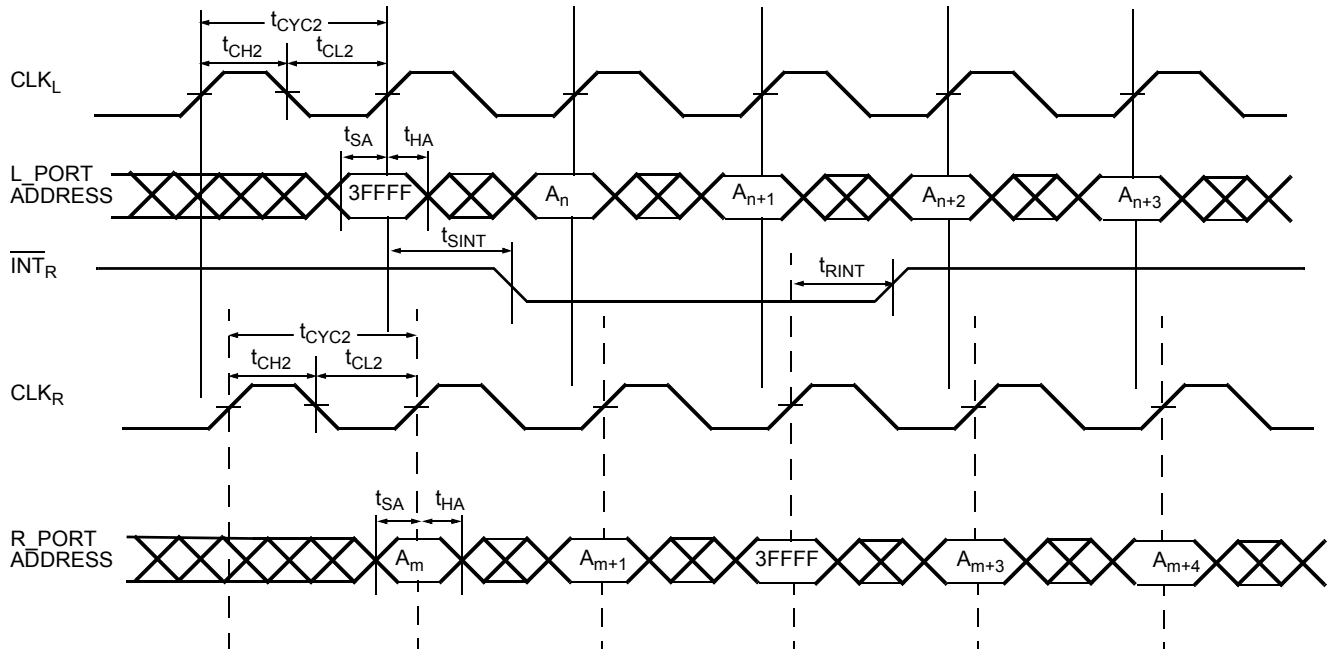 tCYC2
tCH2 tCL2
CLKL
tSA tHA
L_PORT
ADDRESS
3FFFF An An+1 An+2 An+3
tSINT
INTR
tRINT
tCYC2
tCH2 tCL2
CLKR
tSA tHA
R_PORT
ADDRESS
Am Am+1 3FFFF Am+3 Am+4